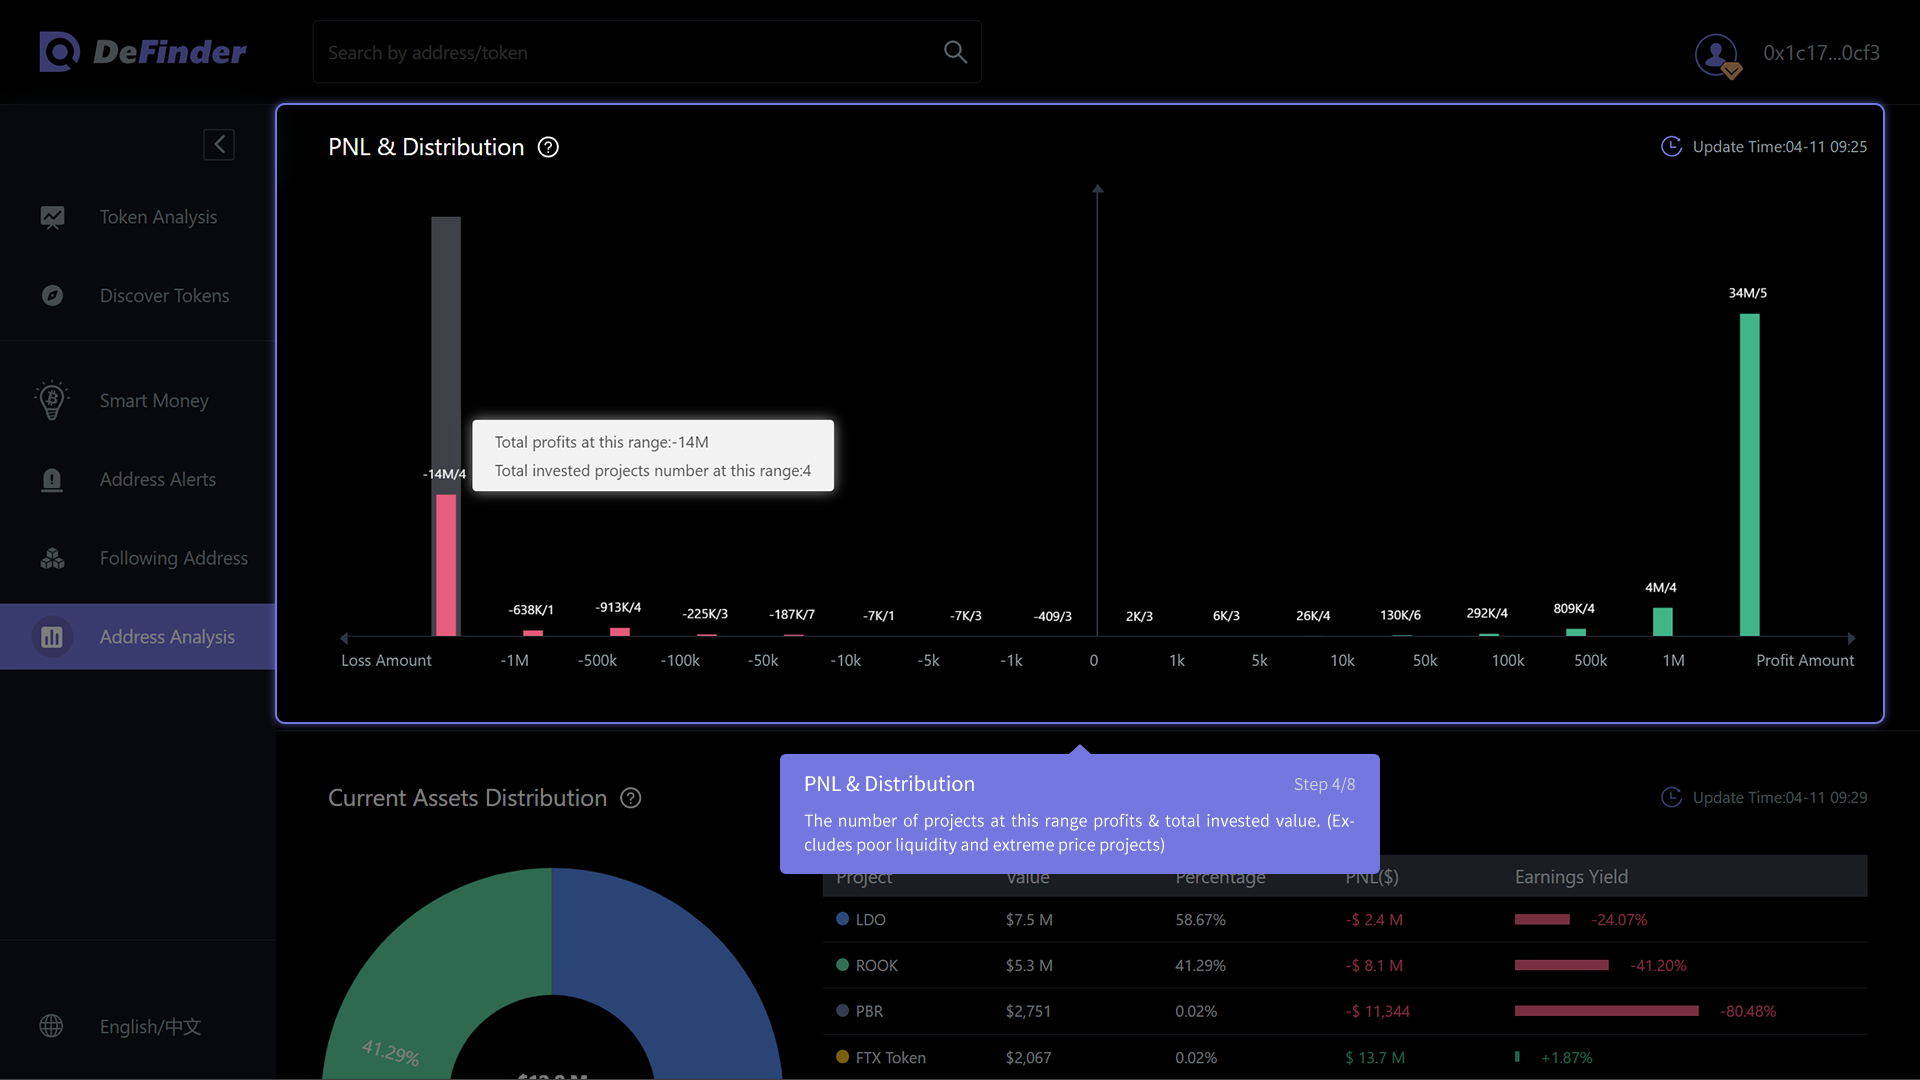 DeFinder
Search by address/token
0x1c17...0cf3
Token Analysis
Discover Tokens
Smart Money
Address Alerts
Following Address
Address Analysis
English/中文
PNL & Distribution
Update Time:04-11 09:25
34M/5
Total profits at this range:-14M
Total invested projects number at this range:4
-14M/4
-638K/1
-913K/4
-225K/3
-187K/7
-7K/1
-7K/3
-409/3
2K/3
6K/3
26K/4
130K/6
292K/4
809K/4
4M/4
Loss Amount
-1M
-500k
-100k
-50k
-10k
-5k
-1k
0
1k
5k
10k
50k
100k
500k
1M
Profit Amount
PNL & Distribution
Step 4/8
The number of projects at this range profits & total invested value. (Ex-
cludes poor liquidity and extreme price projects)
Current Assets Distribution
Update Time:04-11 09:29
41.29%
Project Value Percentage PNL($) Earnings Yield
LDO $7.5 M 58.67% -$ 2.4 M -24.07%
ROOK $5.3 M 41.29% -$ 8.1 M -41.20%
PBR $2,751 0.02% -$ 11,344 -80.48%
FTX Token $2,067 0.02% $ 13.7 M +1.87%